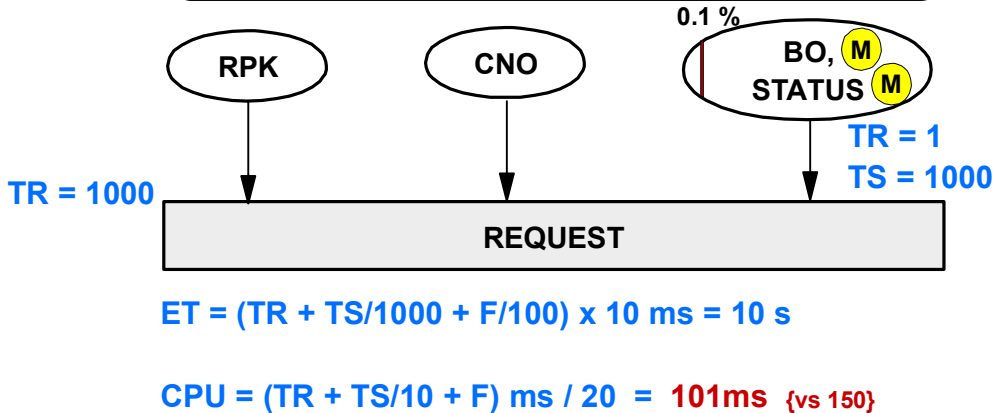 0.1 %
RPK
CNO
BO, M
STATUS M
TR = 1
TS = 1000
TR = 1000
REQUEST
ET = (TR + TS/1000 + F/100) x 10 ms = 10 s
CPU = (TR + TS/10 + F) ms / 20 = 101ms {vs 150}